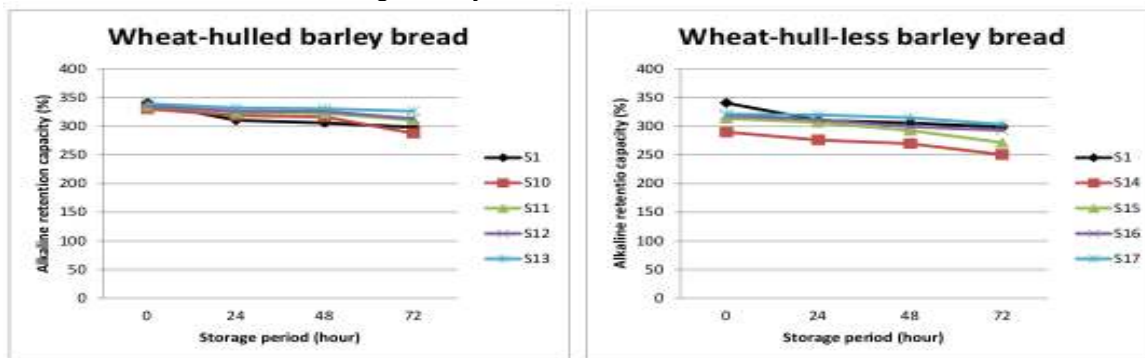 Wheat-hulled barley bread
Alkaline retention capacity (%)
400
350
300
250
200
150
100
50
0
0 24 48 72
Storage period (hour)
S1
S10
S11
S12
S13
Wheat-hull-less barley bread
Alkaline retentio capacity (%)
400
350
300
250
200
150
100
50
0
0 24 48 72
Storage period (hour)
S1
S14
S15
S16
S17